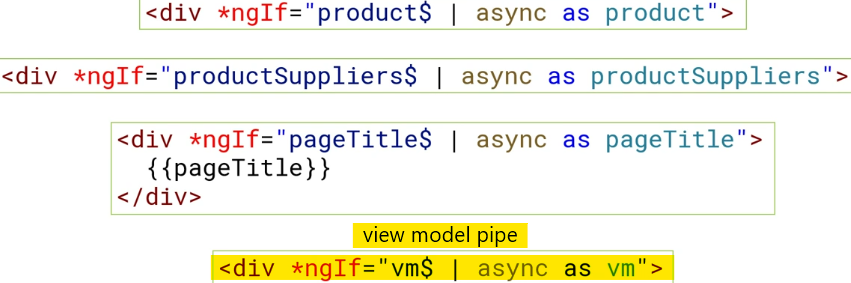 <div *ngIf="product$ | async as product">
<div *ngIf="productSuppliers$ | async as productSuppliers">
<div *ngIf="pageTitle$ | async as pageTitle">
{{pageTitle}}
</div>
view model pipe
<div *ngIf="vm$ | async as vm">